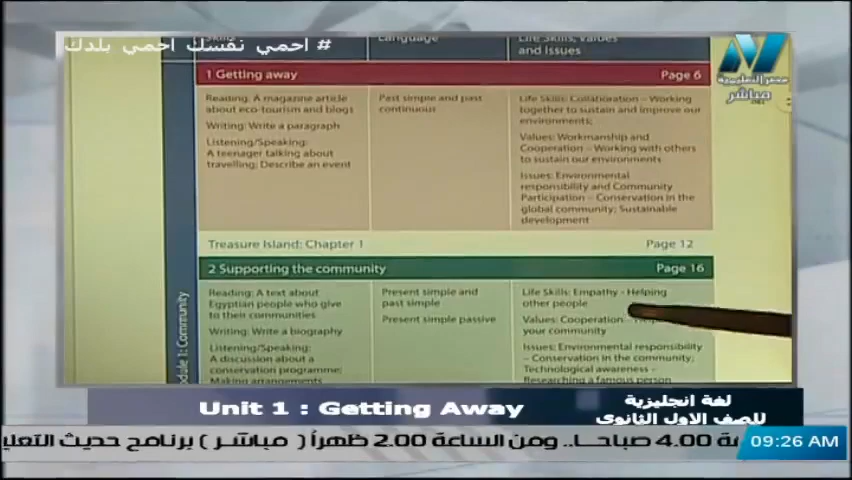 # احمي نفسك احمي بلدك
Language
Life Skills, Values
and Issues
مصر التعليمية
مباشر
1 Getting away
Page 6
Reading: A magazine article
about eco-tourism and blogs
Writing: Write a paragraph
Listening/Speaking:
A teenager talking about
travelling; Describe an event
Past simple and past
continuous
Life Skills: Collaboration – Working
together to sustain and improve our
environments;
Values: Workmanship and
Cooperation – Working with others
to sustain our environments
Issues: Environmental
responsibility and Community
Participation – Conservation in the
global community; Sustainable
development
Treasure Island: Chapter 1
Page 12
2 Supporting the community
Page 16
Reading: A text about
Egyptian people who give
to their communities
Writing: Write a biography
Listening/Speaking:
A discussion about a
conservation programme;
Making arrangements
Present simple and
past simple
Present simple passive
Life Skills: Empathy – Helping
other people
Values: Cooperation –
your community
Issues: Environmental responsibility
– Conservation in the community;
Technological awareness –
Researching a famous person
1: Community
Unit 1 : Getting Away
لغة انجليزية
للصف الاول الثانوى
4.00 صباحا.. ومن الساعة 2.00 ظهراً ( مباشر ) برنامج حديث
09:26 AM